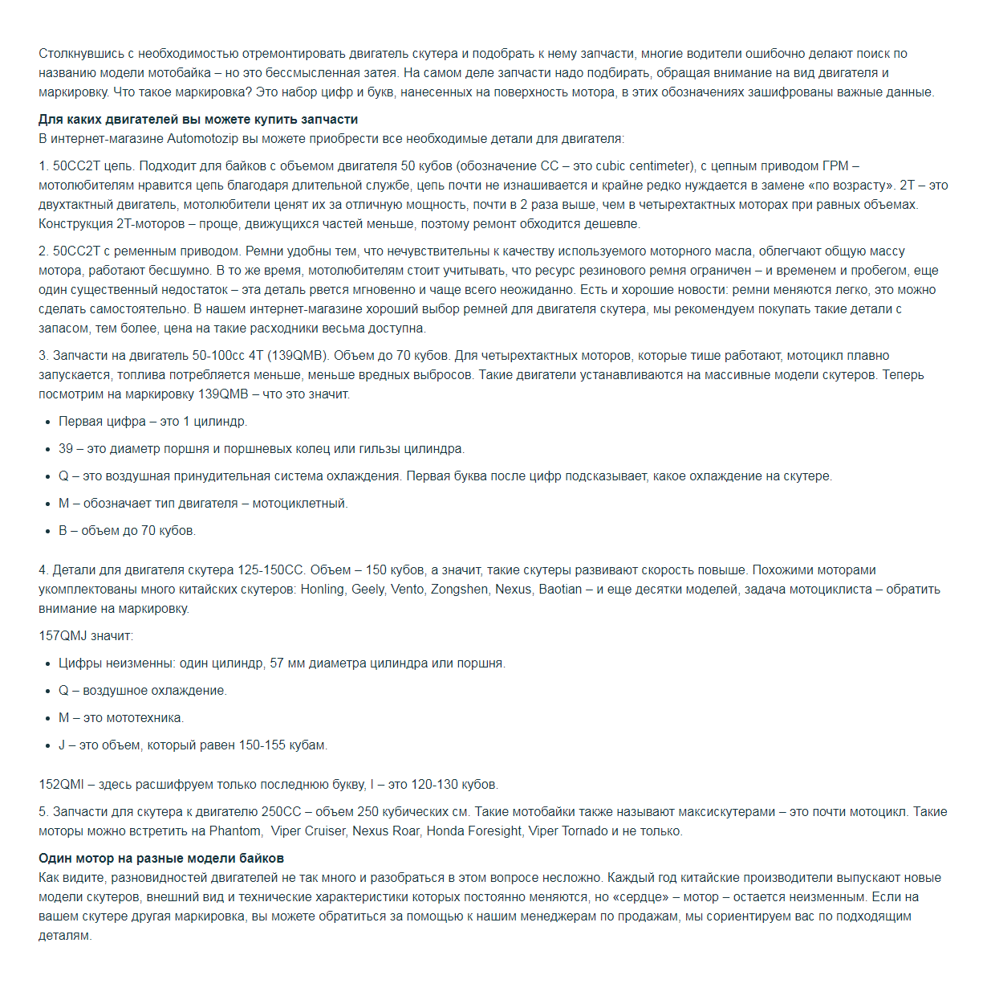 Столкнувшись с необходимостью отремонтировать двигатель скутера и подобрать к нему запчасти, многие водители ошибочно делают поиск по
названию модели мотобайка – но это бессмысленная затея. На самом деле запчасти надо подбирать, обращая внимание на вид двигателя и
маркировку. Что такое маркировка? Это набор цифр и букв, нанесенных на поверхность мотора, в этих обозначениях зашифрованы важные данные.
Для каких двигателей вы можете купить запчасти
В интернет-магазине Automotozip вы можете приобрести все необходимые детали для двигателя:
1. 50CC2T цепь. Подходит для байков с объемом двигателя 50 кубов (обозначение СС – это cubic centimeter), с цепным приводом ГРМ –
мотолюбителям нравится цепь благодаря длительной службе, цепь почти не изнашивается и крайне редко нуждается в замене «по возрасту». 2Т – это
двухтактный двигатель, мотолюбители ценят их за отличную мощность, почти в 2 раза выше, чем в четырехтактных моторах при равных объемах.
Конструкция 2Т-моторов – проще, движущихся частей меньше, поэтому ремонт обходится дешевле.
2. 50CC2T с ременным приводом. Ремни удобны тем, что нечувствительны к качеству используемого моторного масла, облегчают общую массу
мотора, работают бесшумно. В то же время, мотолюбителям стоит учитывать, что ресурс резинового ремня ограничен – и временем и пробегом, еще
один существенный недостаток – эта деталь рвется мгновенно и чаще всего неожиданно. Есть и хорошие новости: ремни меняются легко, это можно
сделать самостоятельно. В нашем интернет-магазине хороший выбор ремней для двигателя скутера, мы рекомендуем покупать такие детали с
запасом, тем более, цена на такие расходники весьма доступна.
3. Запчасти на двигатель 50-100сс 4Т (139QMB). Объем до 70 кубов. Для четырехтактных моторов, которые тише работают, мотоцикл плавно
запускается, топлива потребляется меньше, меньше вредных выбросов. Такие двигатели устанавливаются на массивные модели скутеров. Теперь
посмотрим на маркировку 139QMB – что это значит.
• Первая цифра – это 1 цилиндр.
• 39 – это диаметр поршня и поршневых колец или гильзы цилиндра.
• Q – это воздушная принудительная система охлаждения. Первая буква после цифр подсказывает, какое охлаждение на скутере.
• M – обозначает тип двигателя – мотоциклетный.
• B – объем до 70 кубов.
4. Детали для двигателя скутера 125-150СС. Объем – 150 кубов, а значит, такие скутеры развивают скорость повыше. Похожими моторами
укомплектованы много китайских скутеров: Honling, Geely, Vento, Zongshen, Nexus, Baotian – и еще десятки моделей, задача мотоциклиста – обратить
внимание на маркировку.
157QMJ значит:
• Цифры неизменны: один цилиндр, 57 мм диаметра цилиндра или поршня.
• Q – воздушное охлаждение.
• М – это мототехника.
• J – это объем, который равен 150-155 кубам.
152QMI – здесь расшифруем только последнюю букву, I – это 120-130 кубов.
5. Запчасти для скутера к двигателю 250СС – объем 250 кубических см. Такие мотобайки также называют максискутерами – это почти мотоцикл. Такие
моторы можно встретить на Phantom,  Viper Cruiser, Nexus Roar, Honda Foresight, Viper Tornado и не только.
Один мотор на разные модели байков
Как видите, разновидностей двигателей не так много и разобраться в этом вопросе несложно. Каждый год китайские производители выпускают новые
модели скутеров, внешний вид и технические характеристики которых постоянно меняются, но «сердце» – мотор – остается неизменным. Если на
вашем скутере другая маркировка, вы можете обратиться за помощью к нашим менеджерам по продажам, мы сориентируем вас по подходящим
деталям.